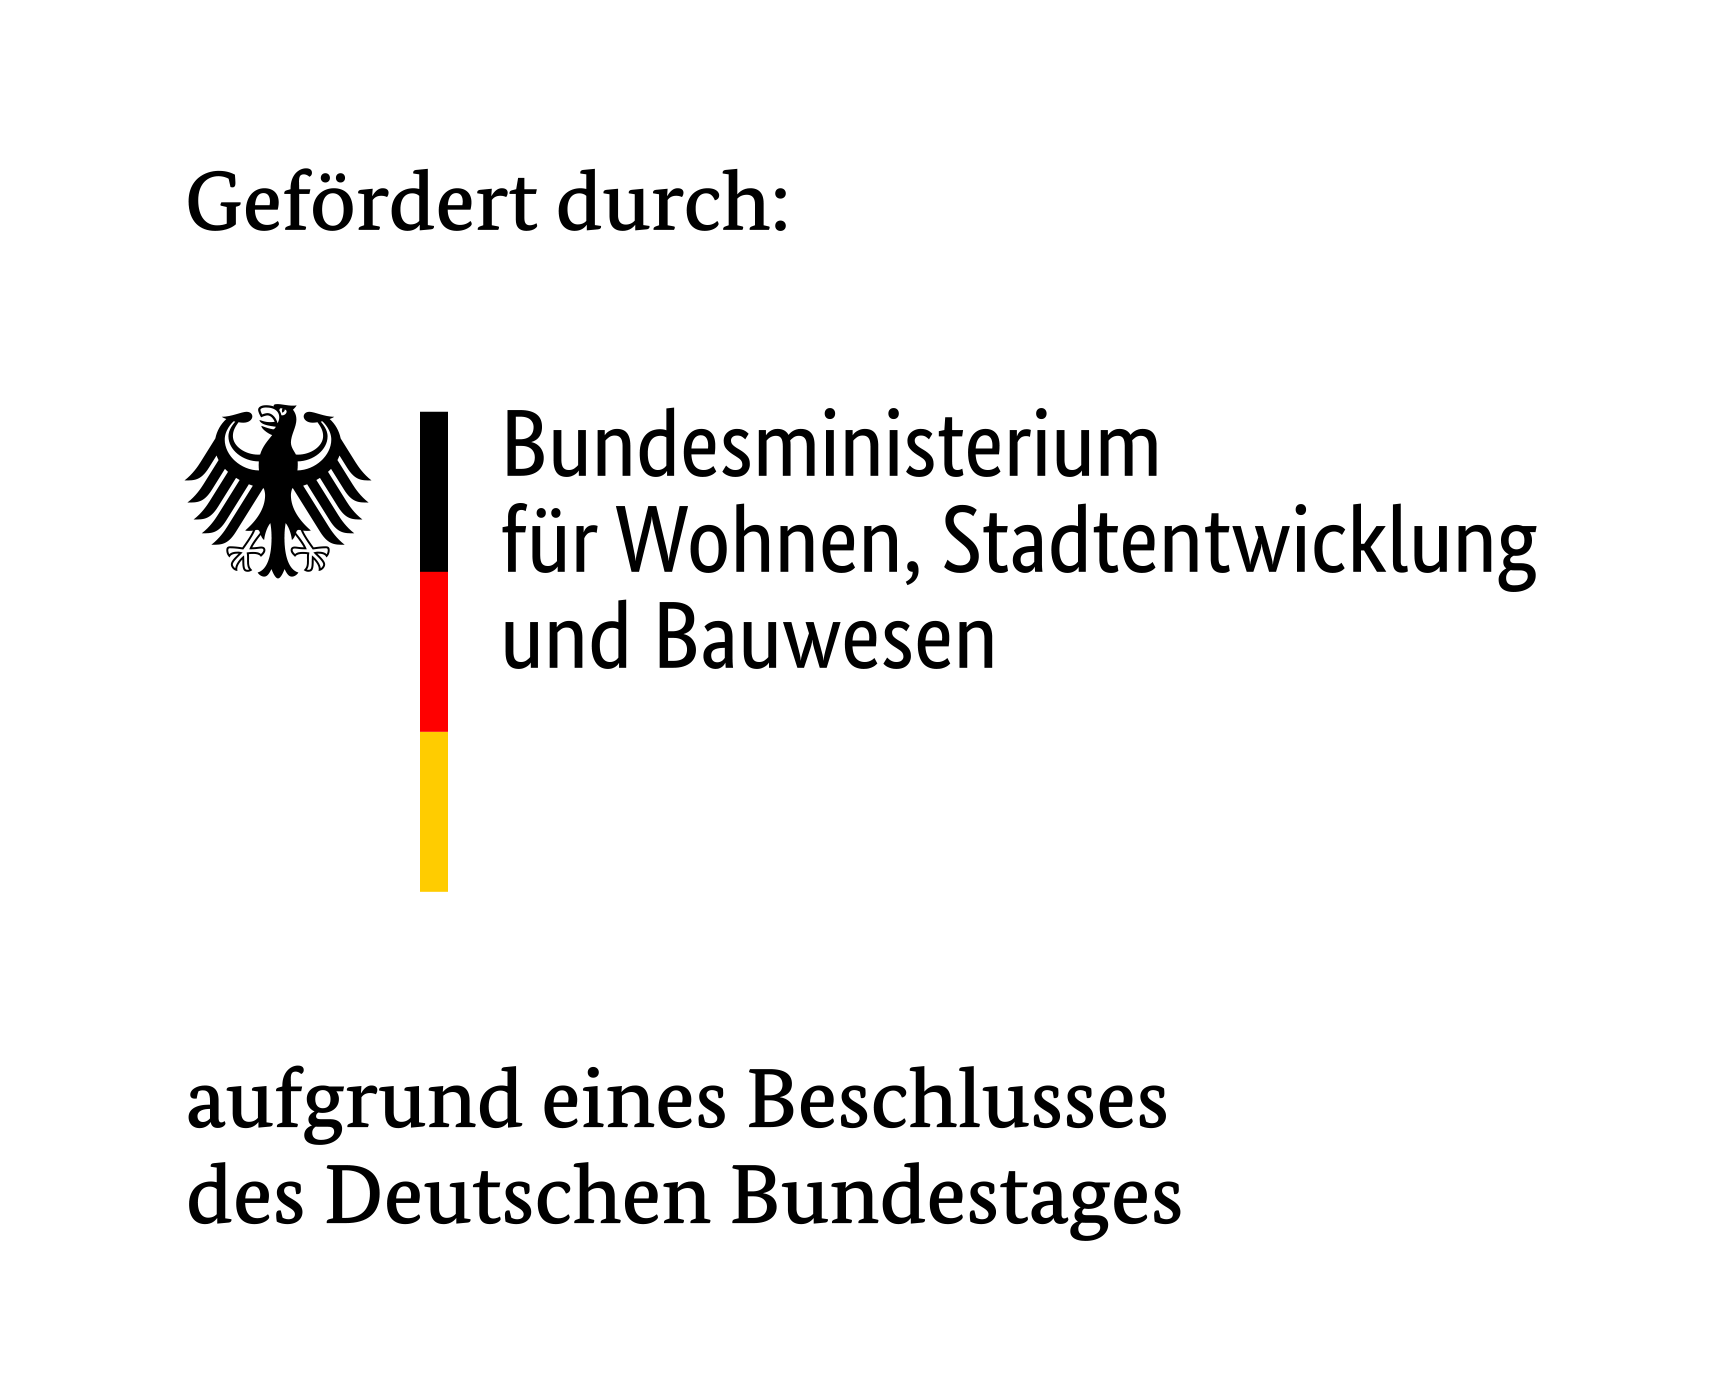 Gefördert durch:
Bundesministerium
für Wohnen, Stadtentwicklung
und Bauwesen
aufgrund eines Beschlusses
des Deutschen Bundestages